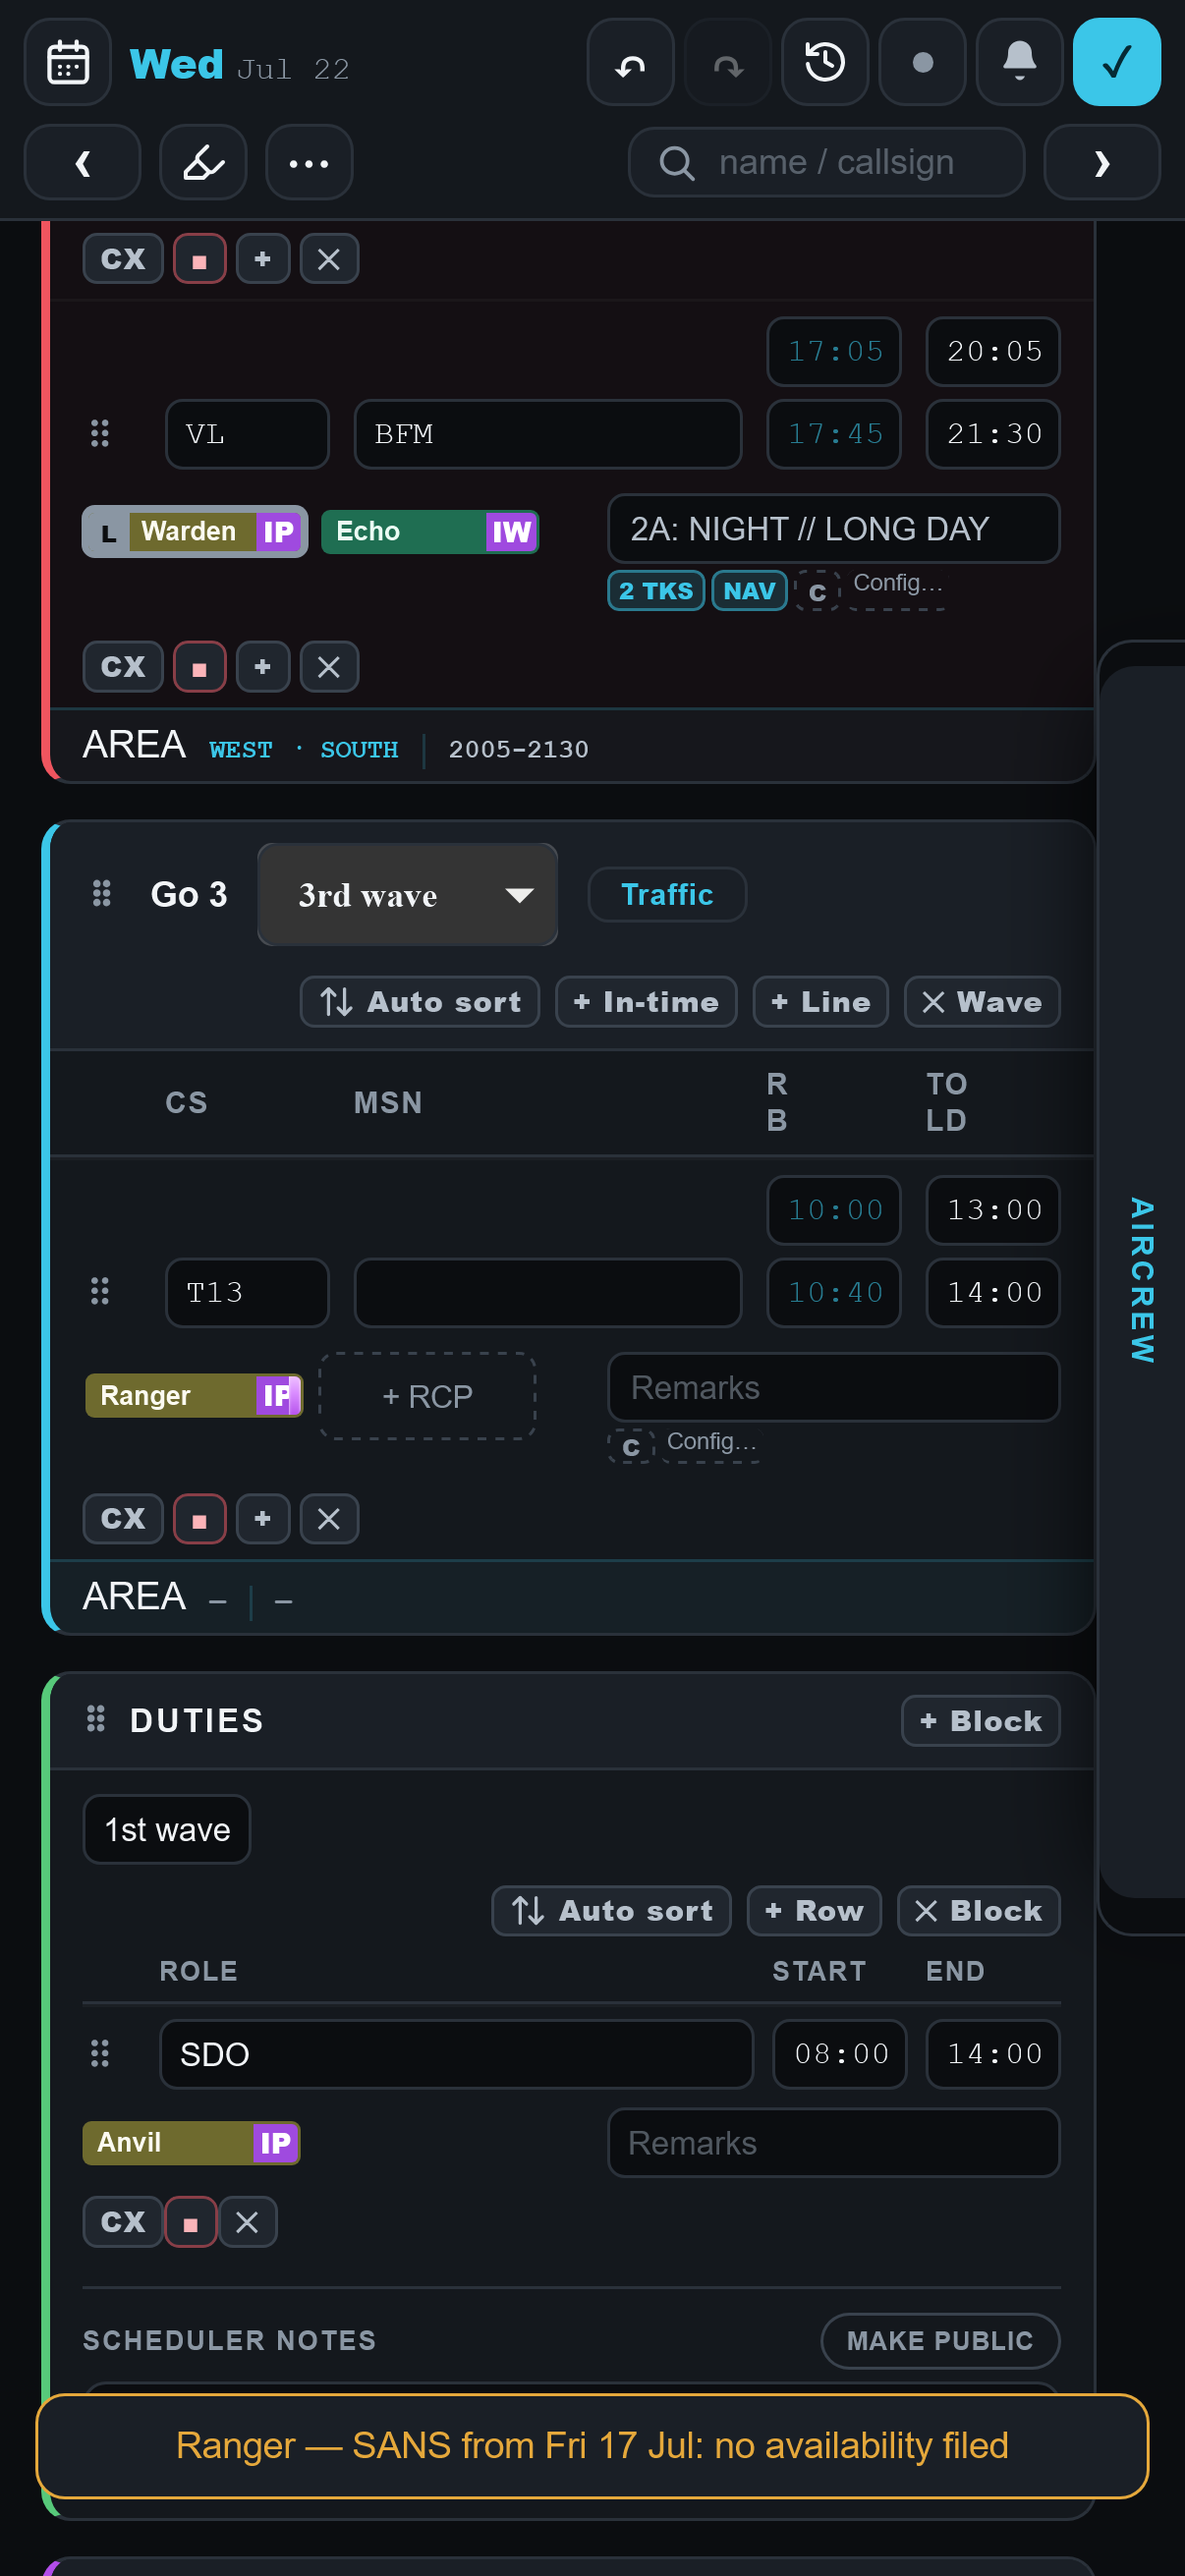 Wed Jul 22
name / callsign
CX
17:05 20:05
VL BFM 17:45 21:30
L Warden IP Echo IW 2A: NIGHT // LONG DAY
2 TKS NAV C Config...
CX
AREA WEST · SOUTH | 2005–2130
Go 3 3rd wave Traffic
Auto sort + In-time + Line × Wave
CS MSN R TO
B LD
10:00 13:00
T13 10:40 14:00
Ranger IP + RCP Remarks
C Config...
CX
AREA – | –
AIRCREW
DUTIES + Block
1st wave
Auto sort + Row × Block
ROLE START END
SDO 08:00 14:00
Anvil IP Remarks
CX
SCHEDULER NOTES MAKE PUBLIC
Ranger — SANS from Fri 17 Jul: no availability filed